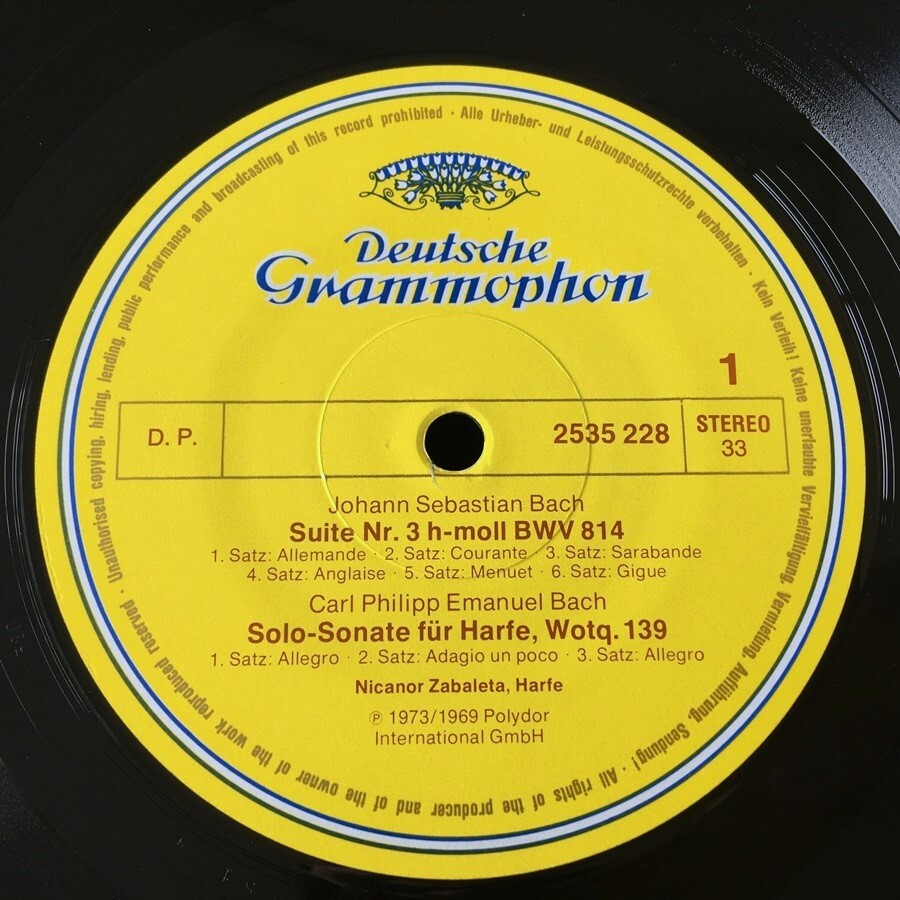 Unauthorised copying, hiring, lending, public performance and broadcasting of this record prohibited · Alle Urheber- und Leistungsschutzrechte vorbehalten · Kein Verleih! Keine unerlaubte Vervielfältigung, Vermietung, Aufführung, Sendung! · All rights of the producer and of the owner of the work reproduced reserved ·
Deutsche
Grammophon
1
D. P.
2535 228
STEREO
33
Johann Sebastian Bach
Suite Nr. 3 h-moll BWV 814
1. Satz: Allemande · 2. Satz: Courante · 3. Satz: Sarabande
4. Satz: Anglaise · 5. Satz: Menuet · 6. Satz: Gigue
Carl Philipp Emanuel Bach
Solo-Sonate für Harfe, Wotq. 139
1. Satz: Allegro · 2. Satz: Adagio un poco · 3. Satz: Allegro
Nicanor Zabaleta, Harfe
℗ 1973/1969 Polydor
International GmbH